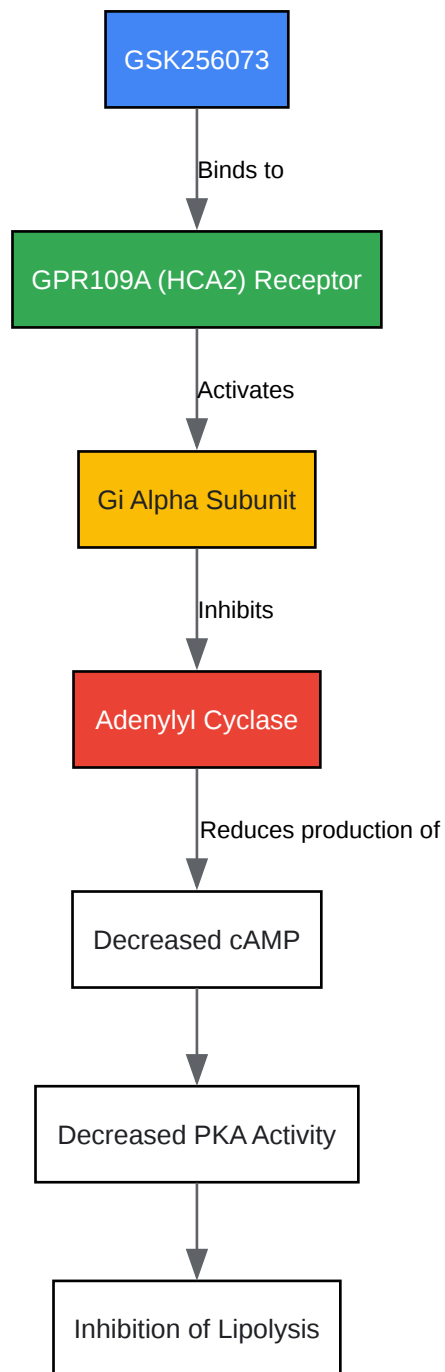 GSK256073
Binds to
GPR109A (HCA2) Receptor
Activates
Gi Alpha Subunit
Inhibits
Adenylyl Cyclase
Reduces production of
Decreased cAMP
Decreased PKA Activity
Inhibition of Lipolysis